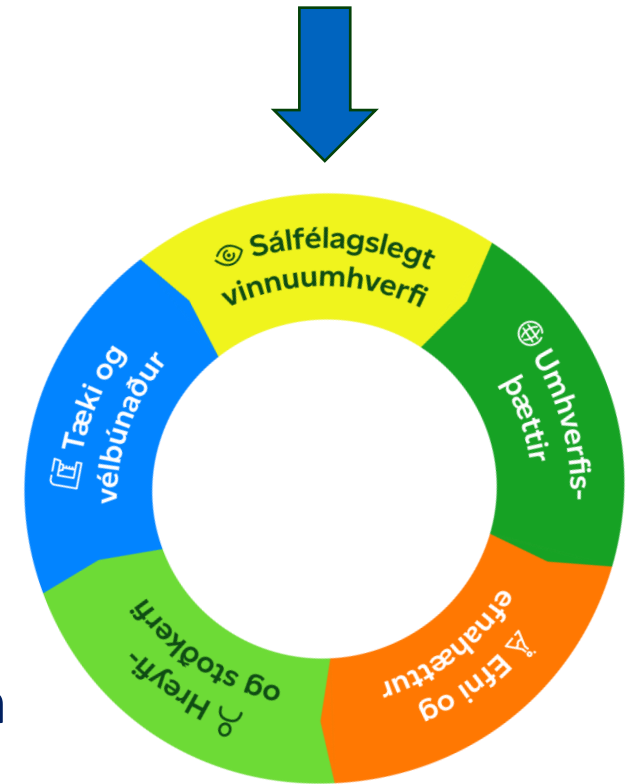 Sálfélagslegt
vinnuumhverfi
Umhverfis-
þættir
Efni og
efnahættur
Hreyfi-
og stoðkerfi
Tæki og
vélbúnaður